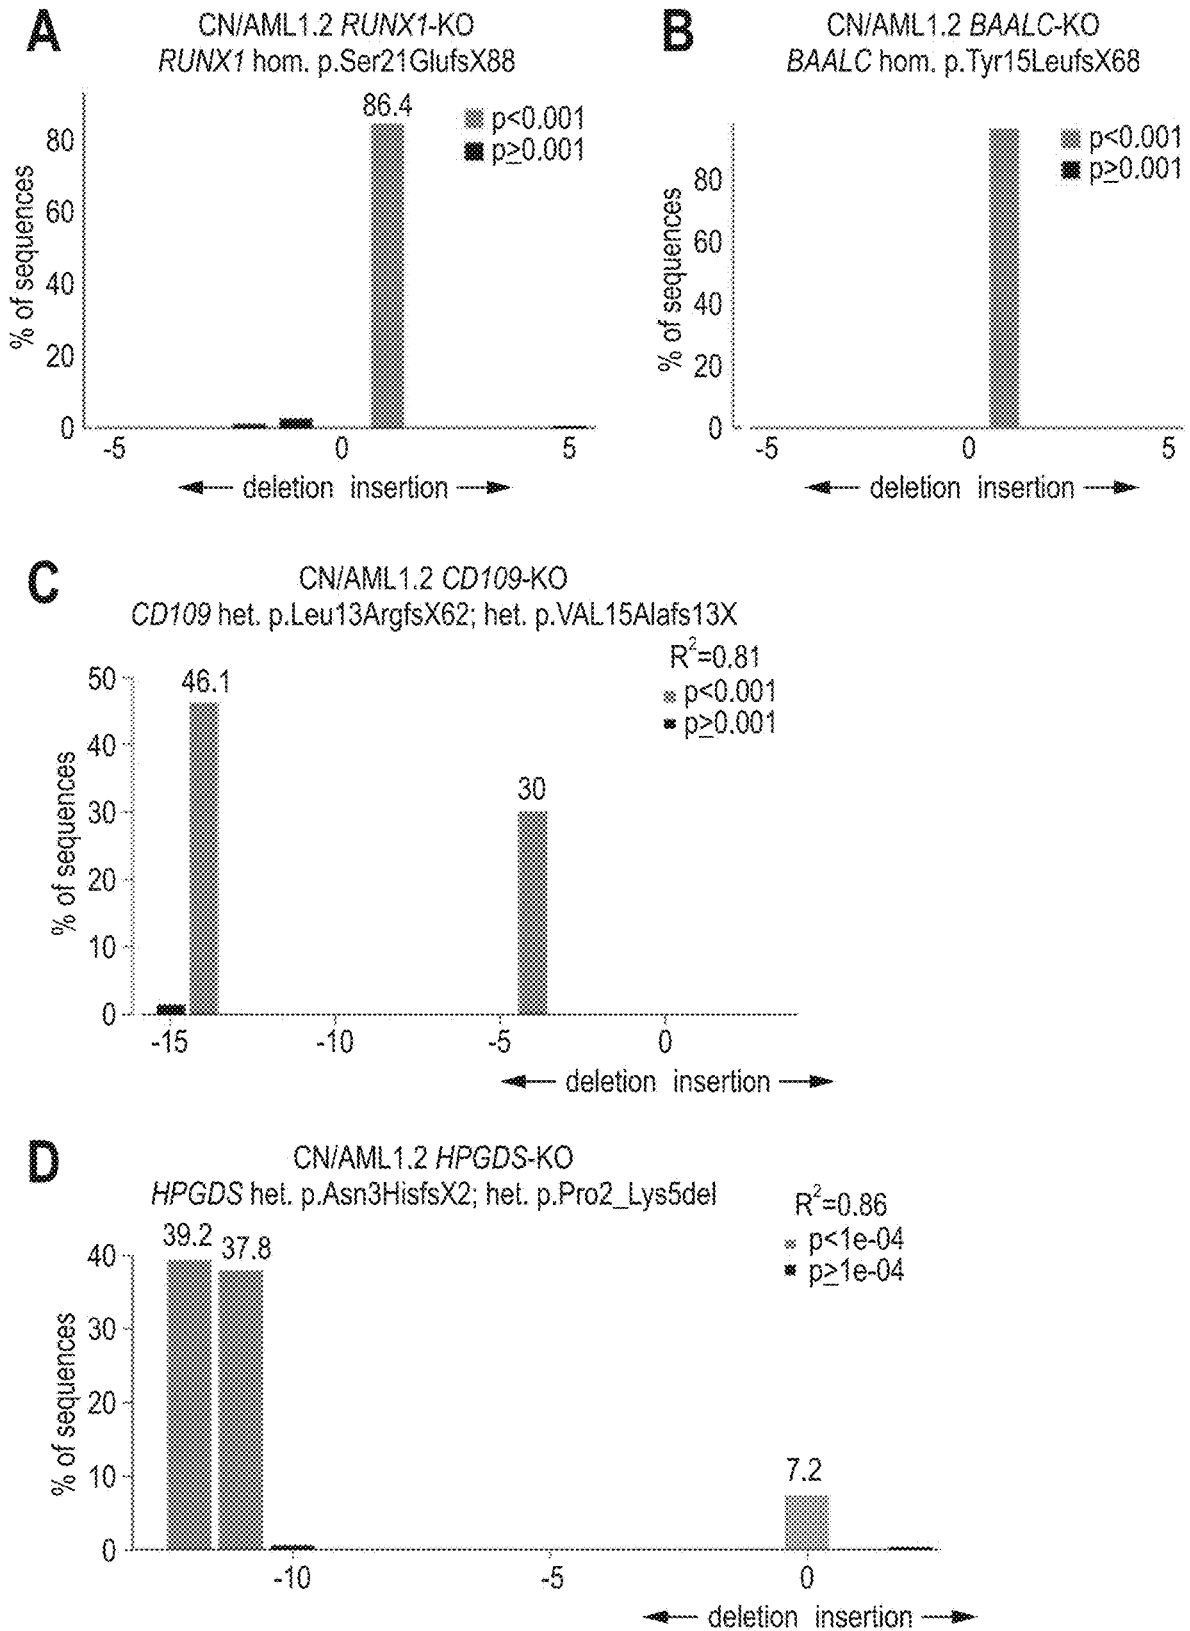 A
CN/AML1.2 RUNX1-KO
RUNX1 hom. p.Ser21GlufsX88
86.4
p<0.001
p≥0.001
% of sequences
80
60
40
20
0
-5 0 5
deletion insertion
B
CN/AML1.2 BAALC-KO
BAALC hom. p.Tyr15LeufsX68
p<0.001
p≥0.001
% of sequences
80
60
40
20
0
-5 0 5
deletion insertion
C
CN/AML1.2 CD109-KO
CD109 het. p.Leu13ArgfsX62; het. p.VAL15Alafs13X
R²=0.81
p<0.001
p≥0.001
46.1
30
% of sequences
50
40
30
20
10
0
-15 -10 -5 0
deletion insertion
D
CN/AML1.2 HPGDS-KO
HPGDS het. p.Asn3HisfsX2; het. p.Pro2_Lys5del
R²=0.86
p<1e-04
p≥1e-04
39.2
37.8
7.2
% of sequences
40
30
20
10
0
-10 -5 0
deletion insertion